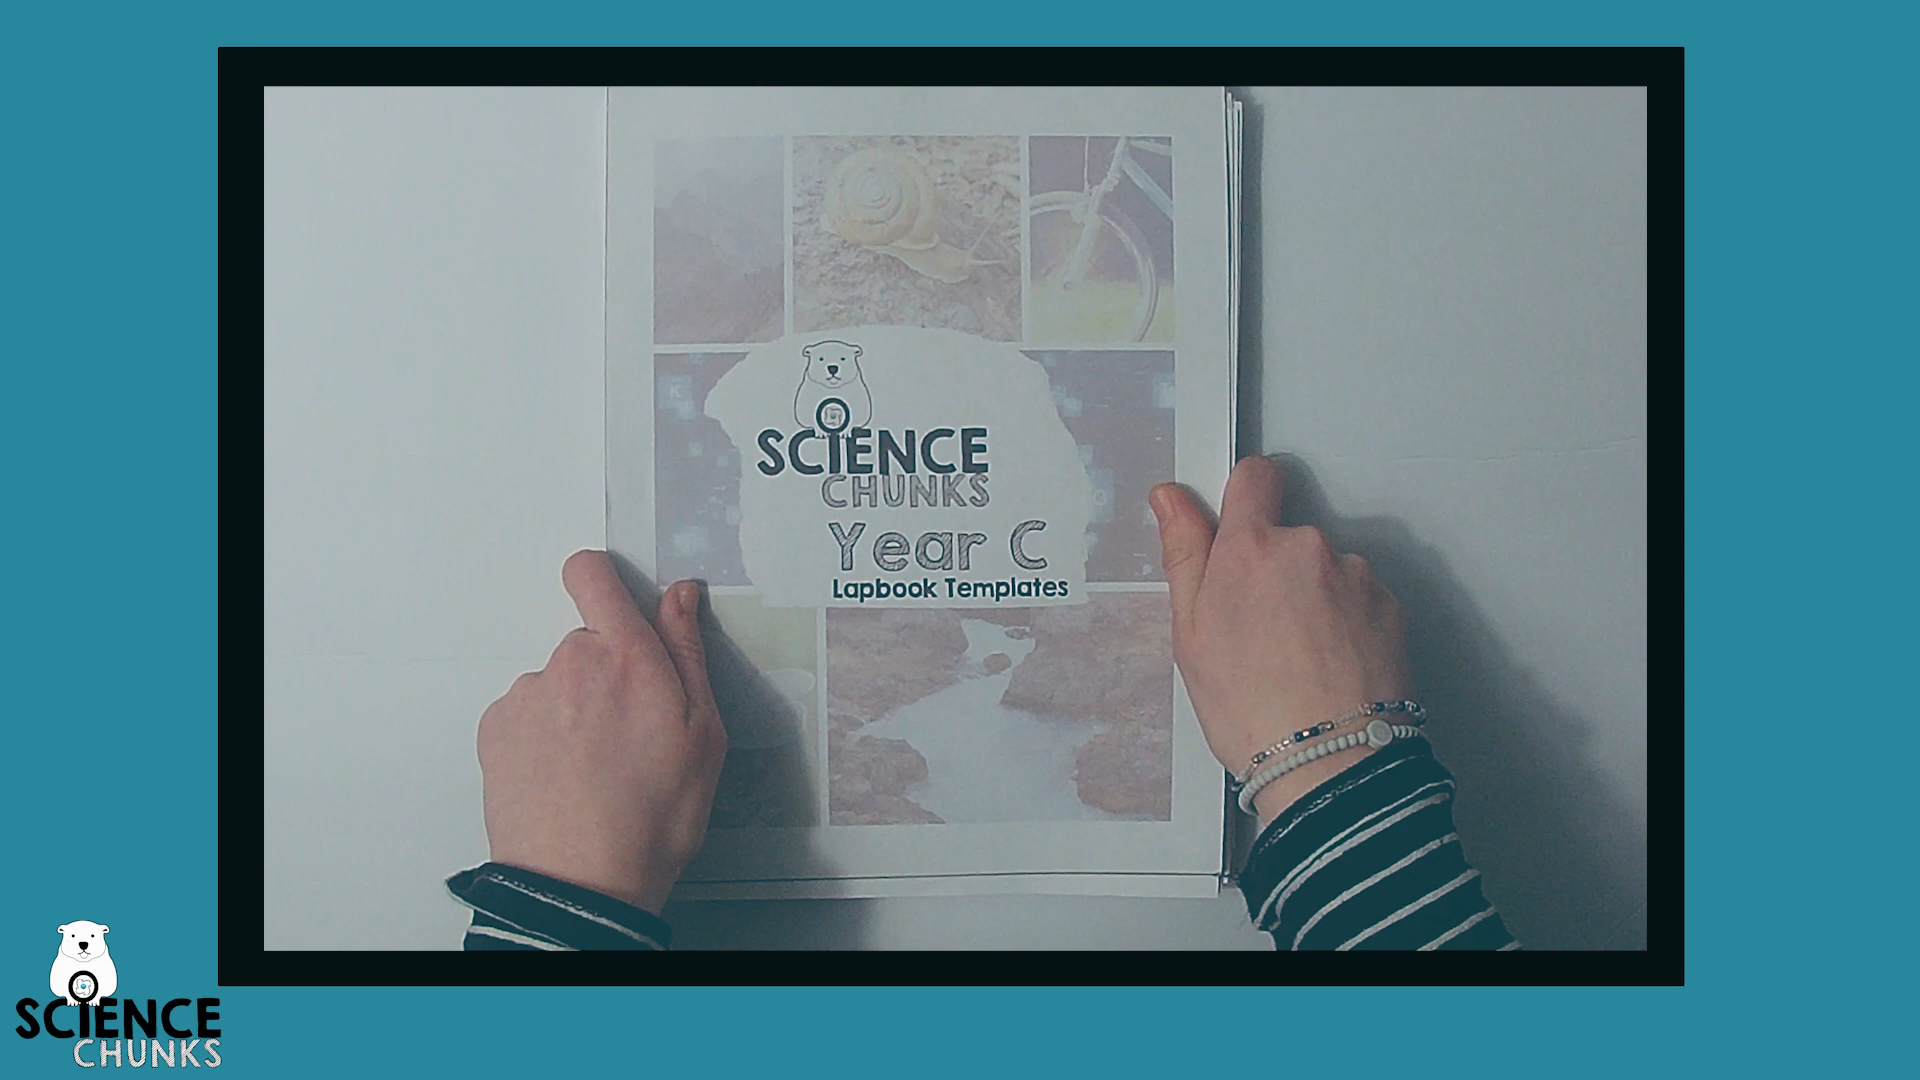 SCIENCE
CHUNKS
Year C
Lapbook Templates
K
SCIENCE
CHUNKS